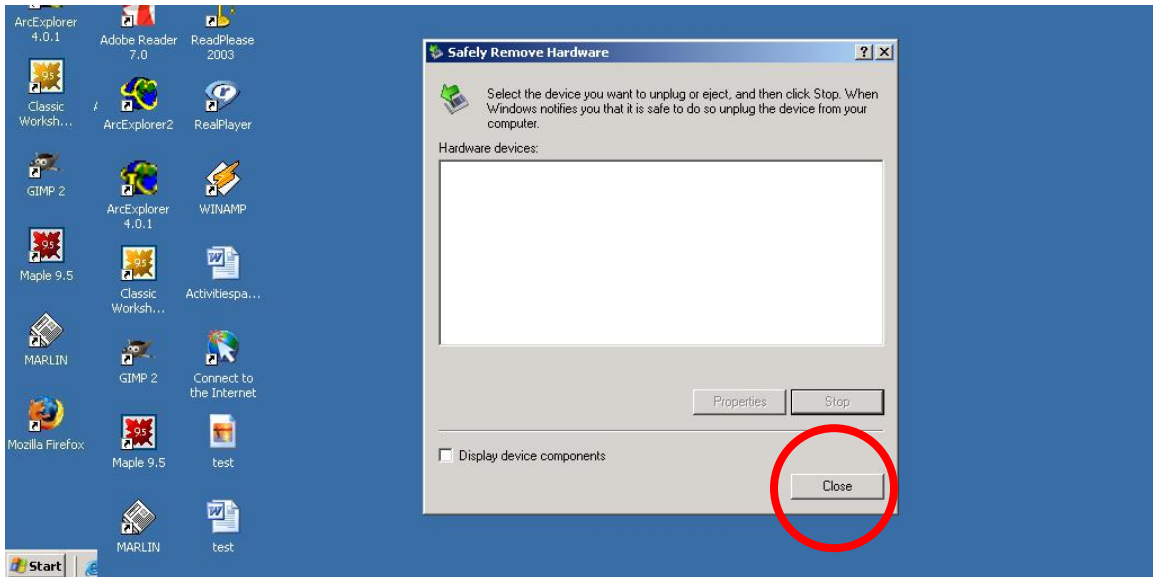 ArcExplorer
4.0.1
Classic
Worksh...
GIMP 2
Maple 9.5
MARLIN
Mozilla Firefox
Start
Adobe Reader
7.0
ArcExplorer2
ArcExplorer
4.0.1
Classic
Worksh...
GIMP 2
Maple 9.5
MARLIN
ReadPlease
2003
RealPlayer
WINAMP
Activitiespa...
Connect to
the Internet
test
test
Safely Remove Hardware
Select the device you want to unplug or eject, and then click Stop. When
Windows notifies you that it is safe to do so unplug the device from your
computer.
Hardware devices:
Properties Stop
Display device components
Close